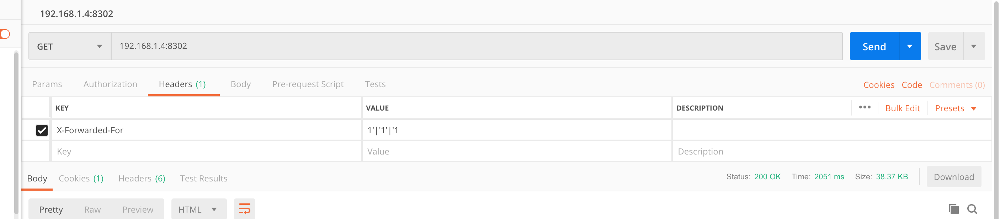 192.168.1.4:8302
GET 192.168.1.4:8302 Send Save
Params Authorization Headers (1) Body Pre-request Script Tests Cookies Code Comments (0)
KEY VALUE DESCRIPTION ••• Bulk Edit Presets
X-Forwarded-For 1'|'1'|'1
Key Value Description
Body Cookies (1) Headers (6) Test Results Status: 200 OK Time: 2051 ms Size: 38.37 KB Download
Pretty Raw Preview HTML